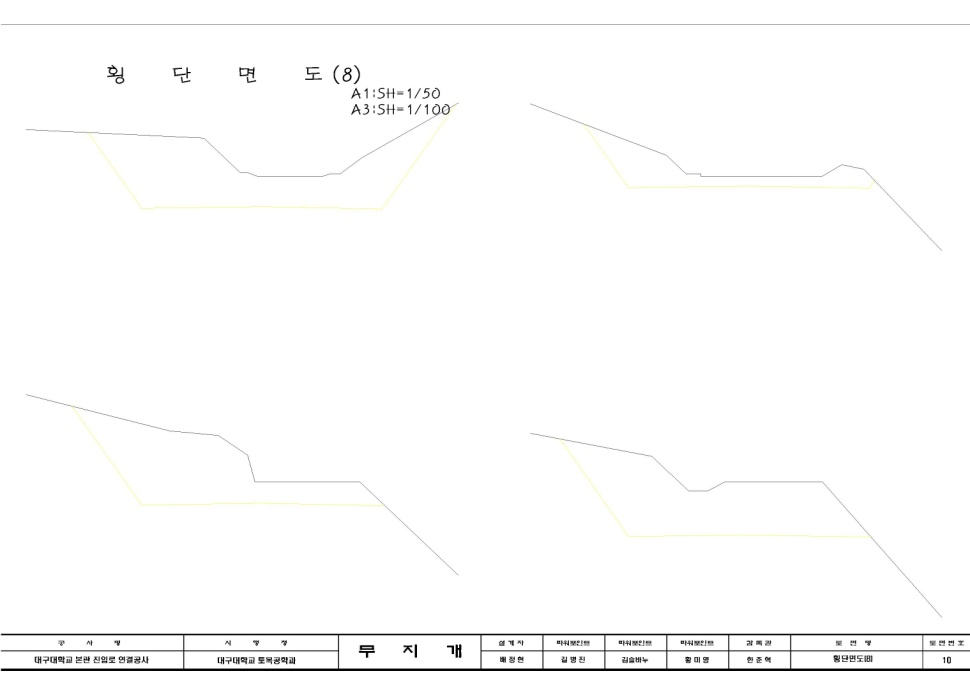 횡 단 면 도 (8)
A1:SH=1/50
A3:SH=1/100
공 사 명 시 행 청 무 지 개 설 계 자 파워포인트 파워포인트 파워포인트 감 독 관 도 면 명 도 면 번 호
대구대학교 본관 진입로 연결공사 대구대학교 토목공학과 배 정 현 길 병 진 김슬바누 황 미 영 한 준 혁 횡단면도(8) 10